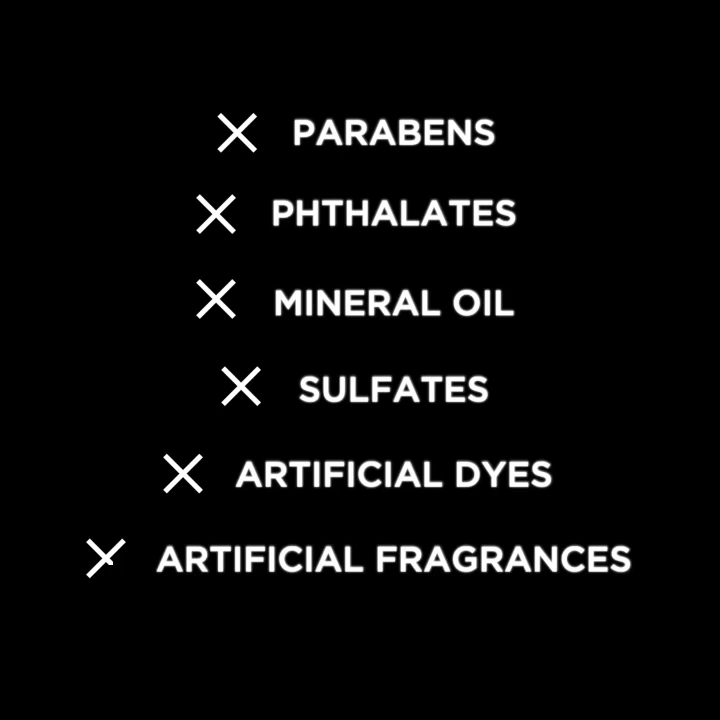 PARABENS
PHTHALATES
MINERAL OIL
SULFATES
ARTIFICIAL DYES
ARTIFICIAL FRAGRANCES